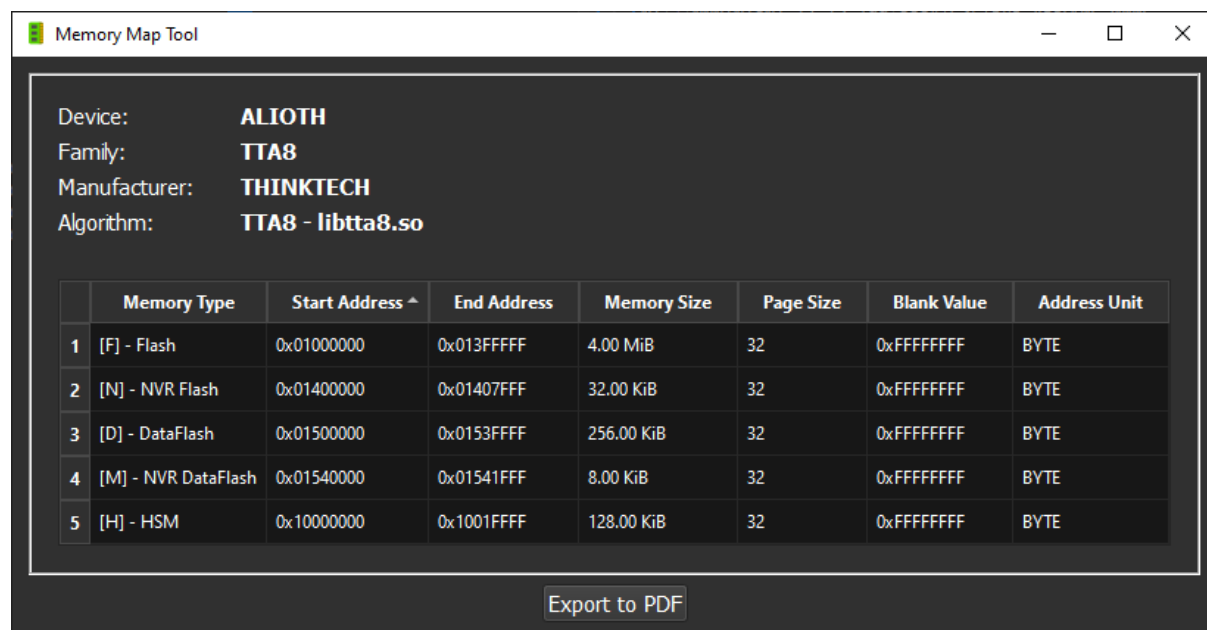 Memory Map Tool
Device: ALIOTH
Family: TTA8
Manufacturer: THINKTECH
Algorithm: TTA8 - libtta8.so
Memory Type Start Address End Address Memory Size Page Size Blank Value Address Unit
1 [F] - Flash 0x01000000 0x013FFFFF 4.00 MiB 32 0xFFFFFFFF BYTE
2 [N] - NVR Flash 0x01400000 0x01407FFF 32.00 KiB 32 0xFFFFFFFF BYTE
3 [D] - DataFlash 0x01500000 0x0153FFFF 256.00 KiB 32 0xFFFFFFFF BYTE
4 [M] - NVR DataFlash 0x01540000 0x01541FFF 8.00 KiB 32 0xFFFFFFFF BYTE
5 [H] - HSM 0x10000000 0x1001FFFF 128.00 KiB 32 0xFFFFFFFF BYTE
Export to PDF